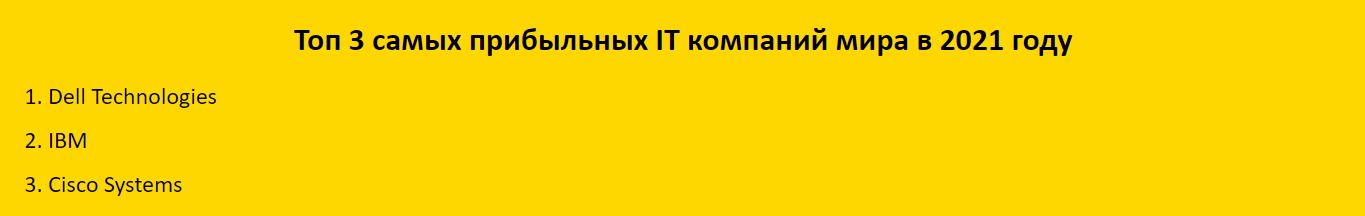 Топ 3 самых прибыльных IT компаний мира в 2021 году
1. Dell Technologies
2. IBM
3. Cisco Systems